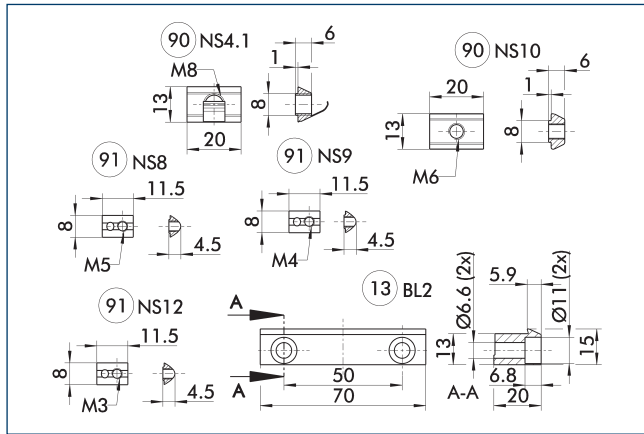 90 NS4.1
M8
6
1
13
8
20
90 NS10
20
6
1
13
8
M6
91 NS8
11.5
8
4.5
M5
91 NS9
11.5
8
4.5
M4
91 NS12
11.5
8
4.5
M3
13 BL2
A
A
50
70
5.9
Ø6.6 (2x)
Ø11 (2x)
13
15
6.8
A-A
20